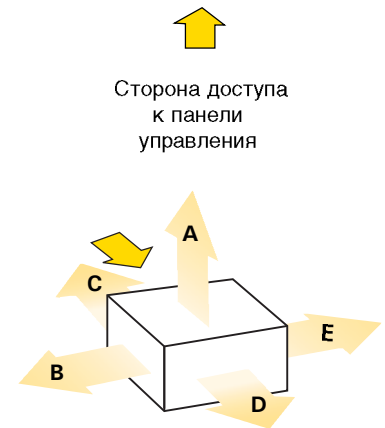 Сторона доступа
к панели
управления
A
C
E
B
D